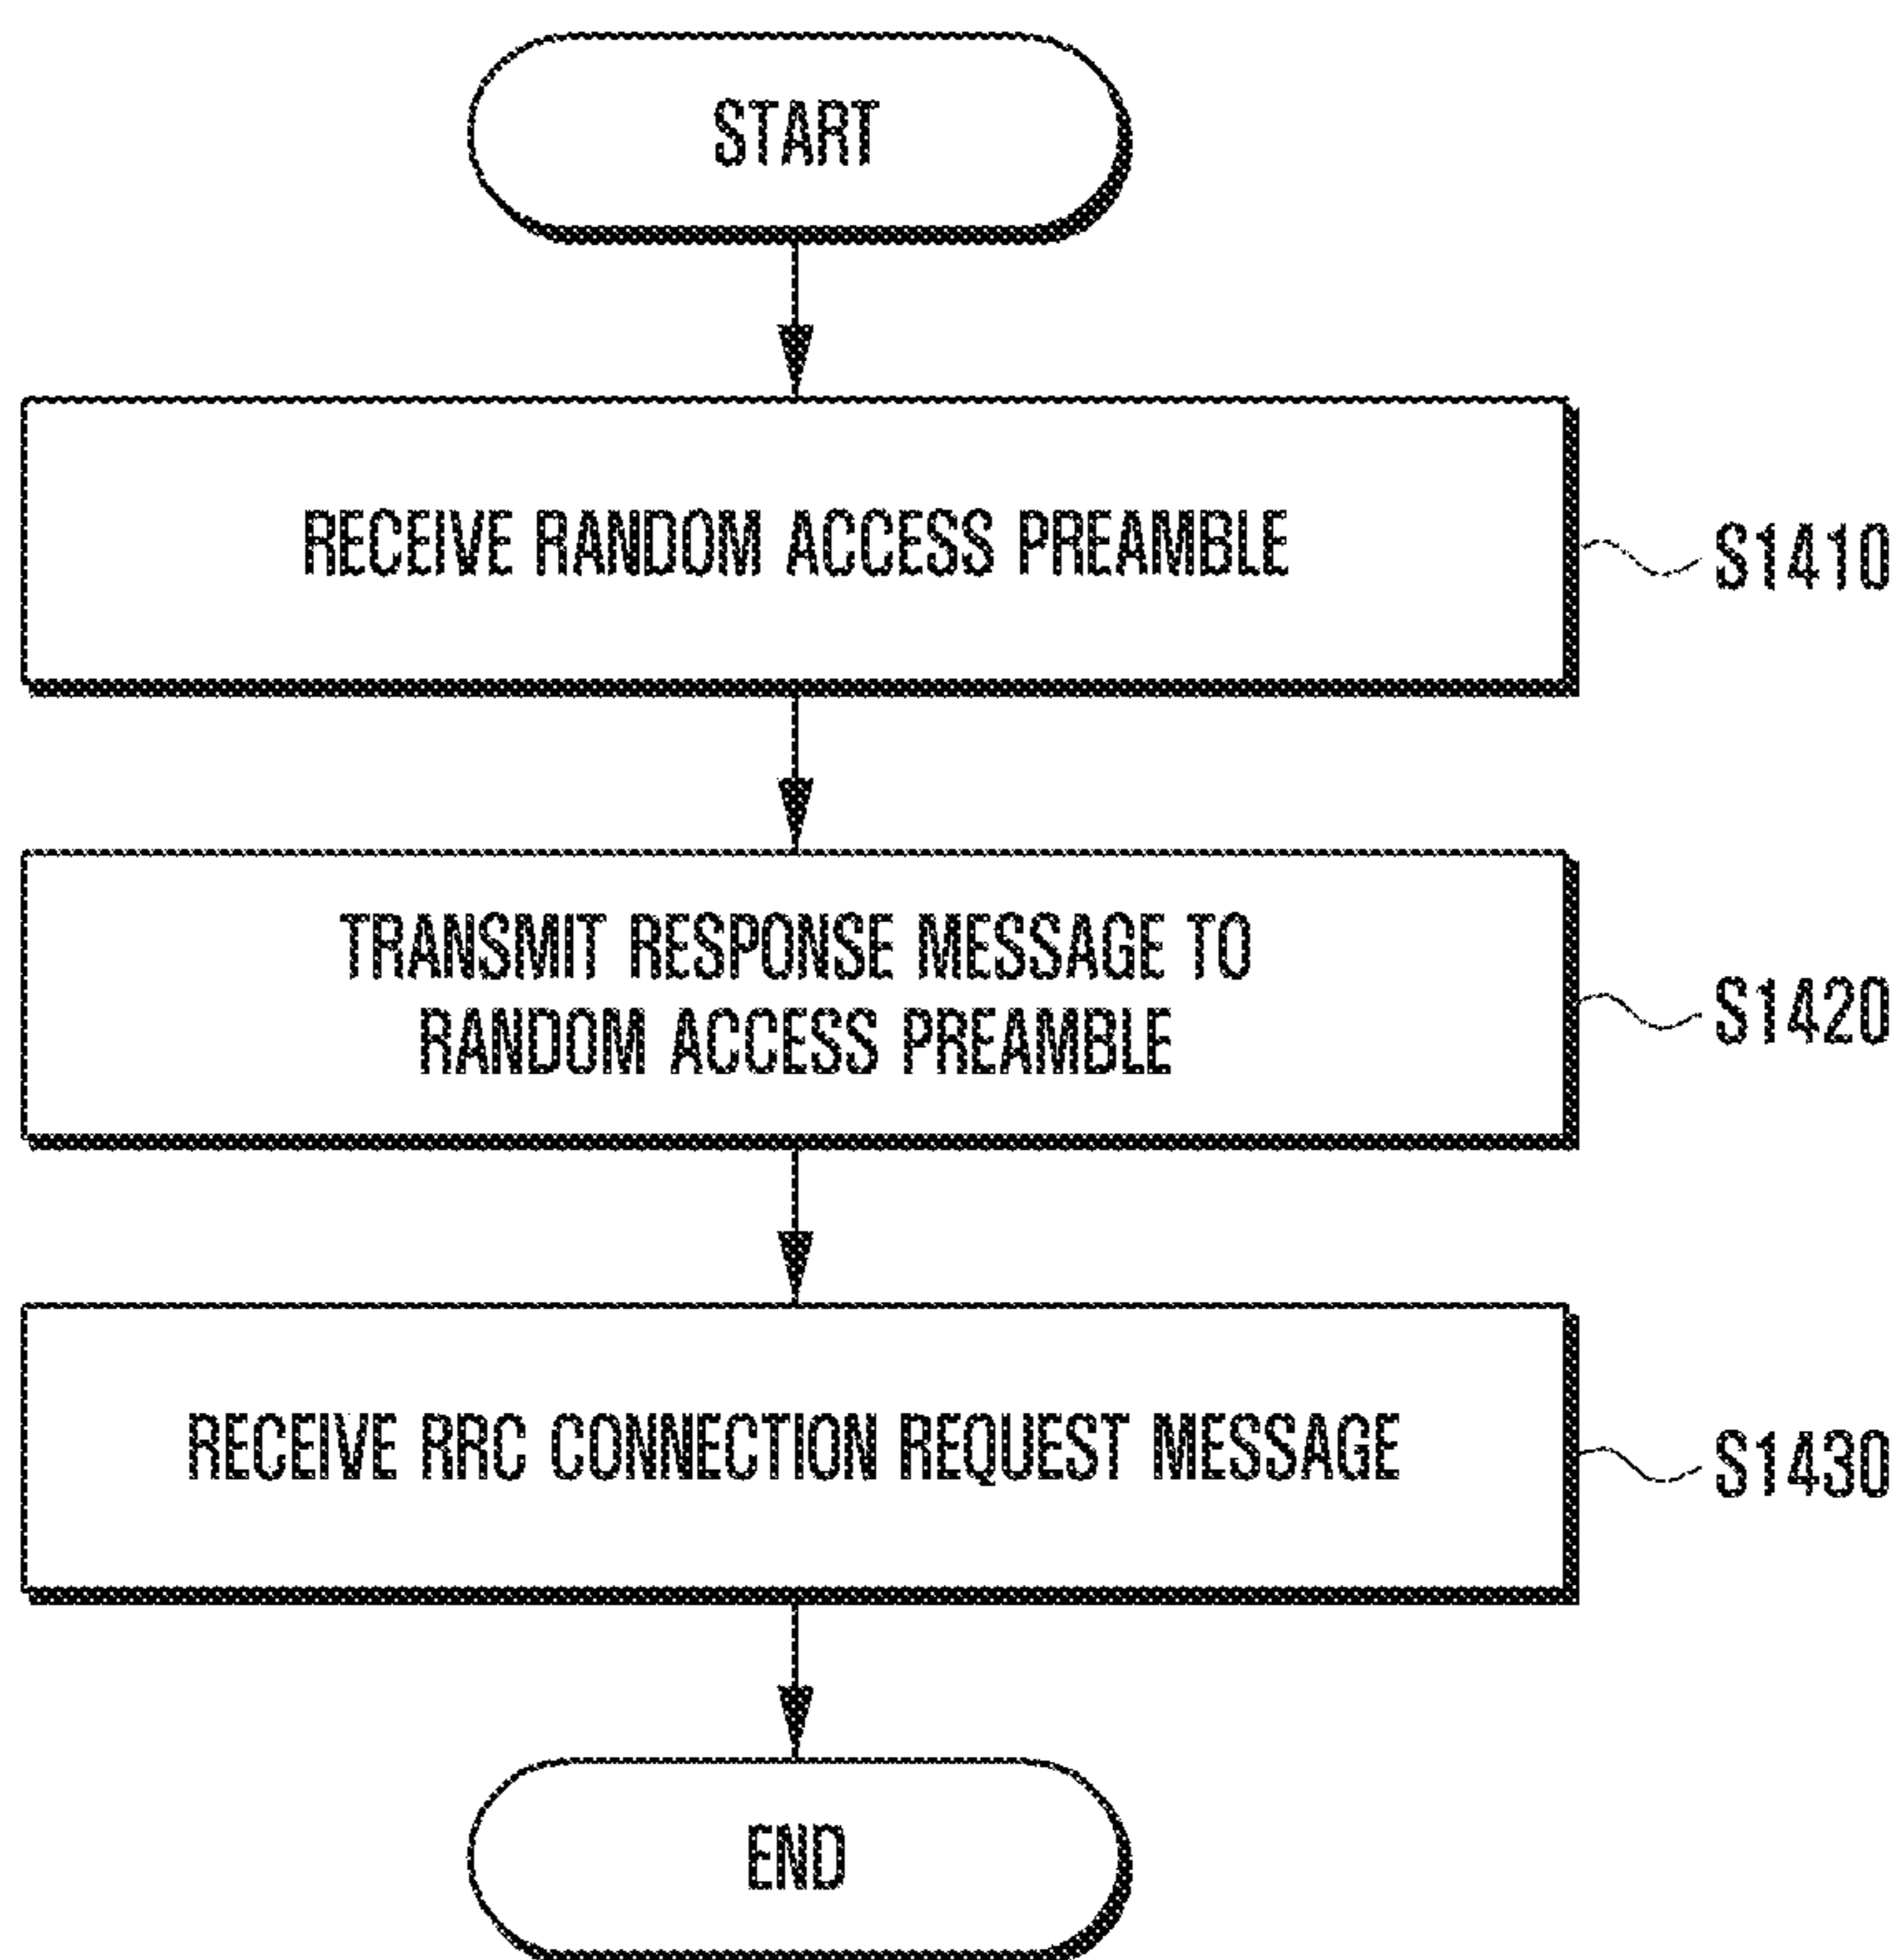 START
RECEIVE RANDOM ACCESS PREAMBLE
S1410
TRANSMIT RESPONSE MESSAGE TO
RANDOM ACCESS PREAMBLE
S1420
RECEIVE RRC CONNECTION REQUEST MESSAGE
S1430
END